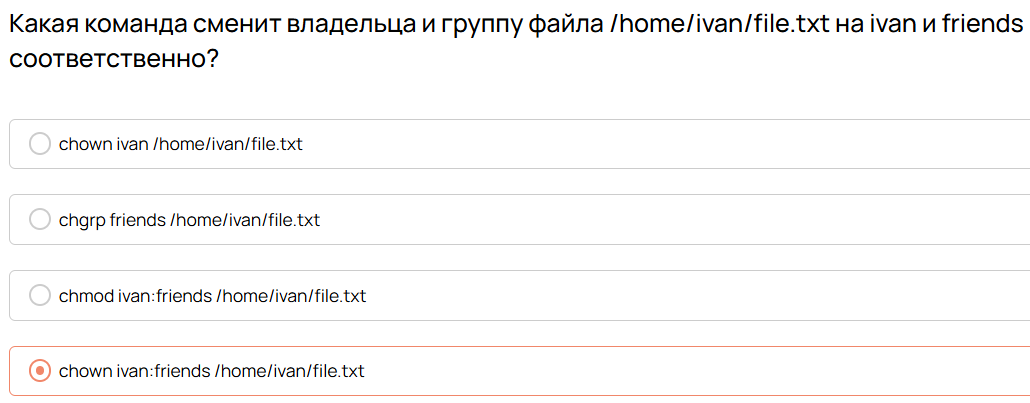 Какая команда сменит владельца и группу файла /home/ivan/file.txt на ivan и friends
соответственно?
chown ivan /home/ivan/file.txt
chgrp friends /home/ivan/file.txt
chmod ivan:friends /home/ivan/file.txt
chown ivan:friends /home/ivan/file.txt